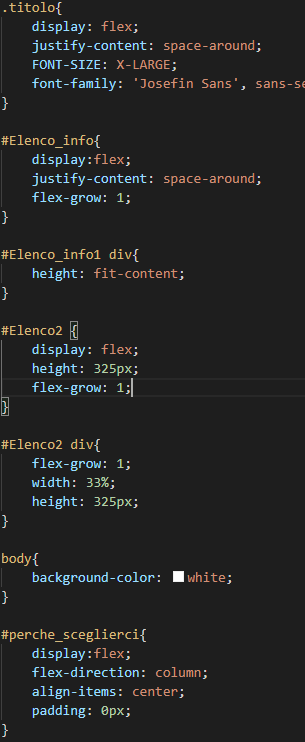 .titolo{
display: flex;
justify-content: space-around;
FONT-SIZE: X-LARGE;
font-family: 'Josefin Sans', sans-se
}
#Elenco_info{
display:flex;
justify-content: space-around;
flex-grow: 1;
}
#Elenco_info1 div{
height: fit-content;
}
#Elenco2 {
display: flex;
height: 325px;
flex-grow: 1;
}
#Elenco2 div{
flex-grow: 1;
width: 33%;
height: 325px;
}
body{
background-color: white;
}
#perche_sceglierci{
display:flex;
flex-direction: column;
align-items: center;
padding: 0px;
}